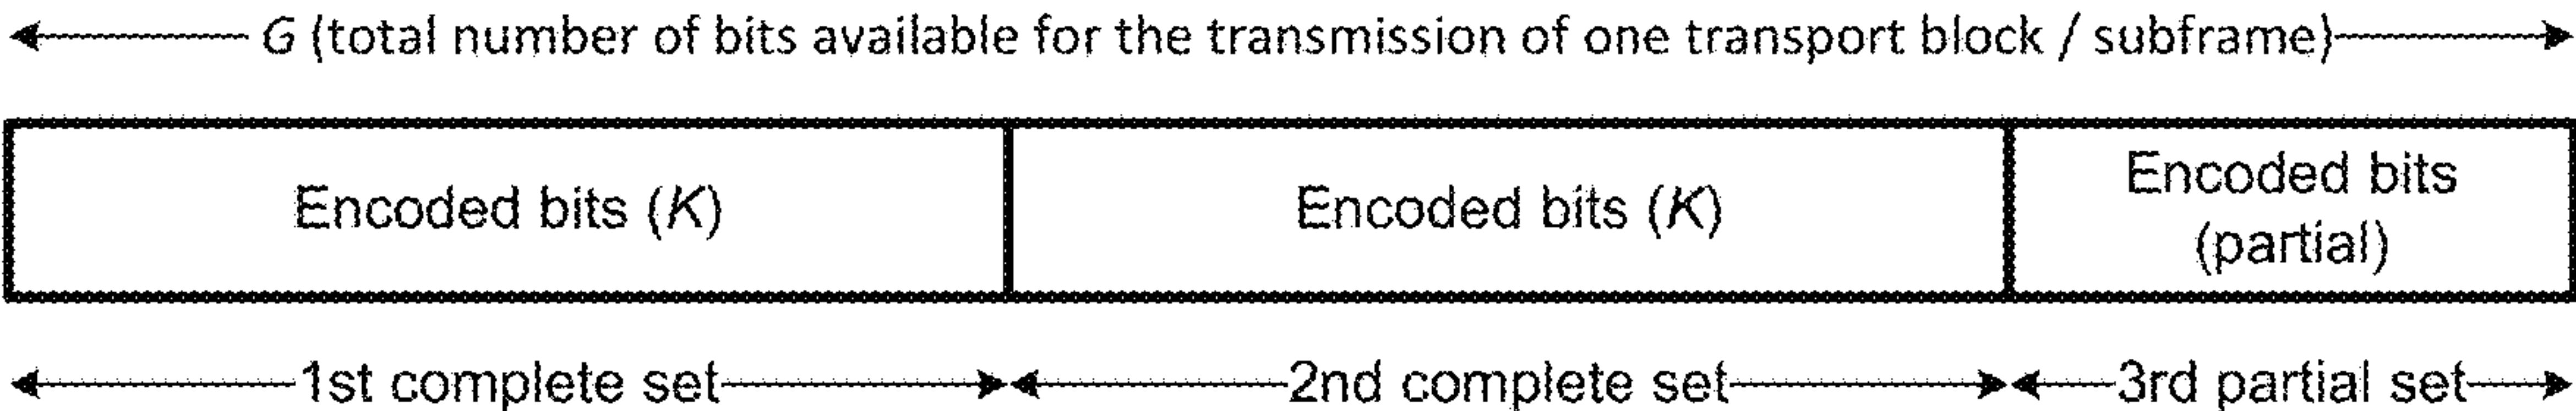 G (total number of bits available for the transmission of one transport block / subframe)
Encoded bits (K)
Encoded bits (K)
Encoded bits
(partial)
1st complete set
2nd complete set
3rd partial set